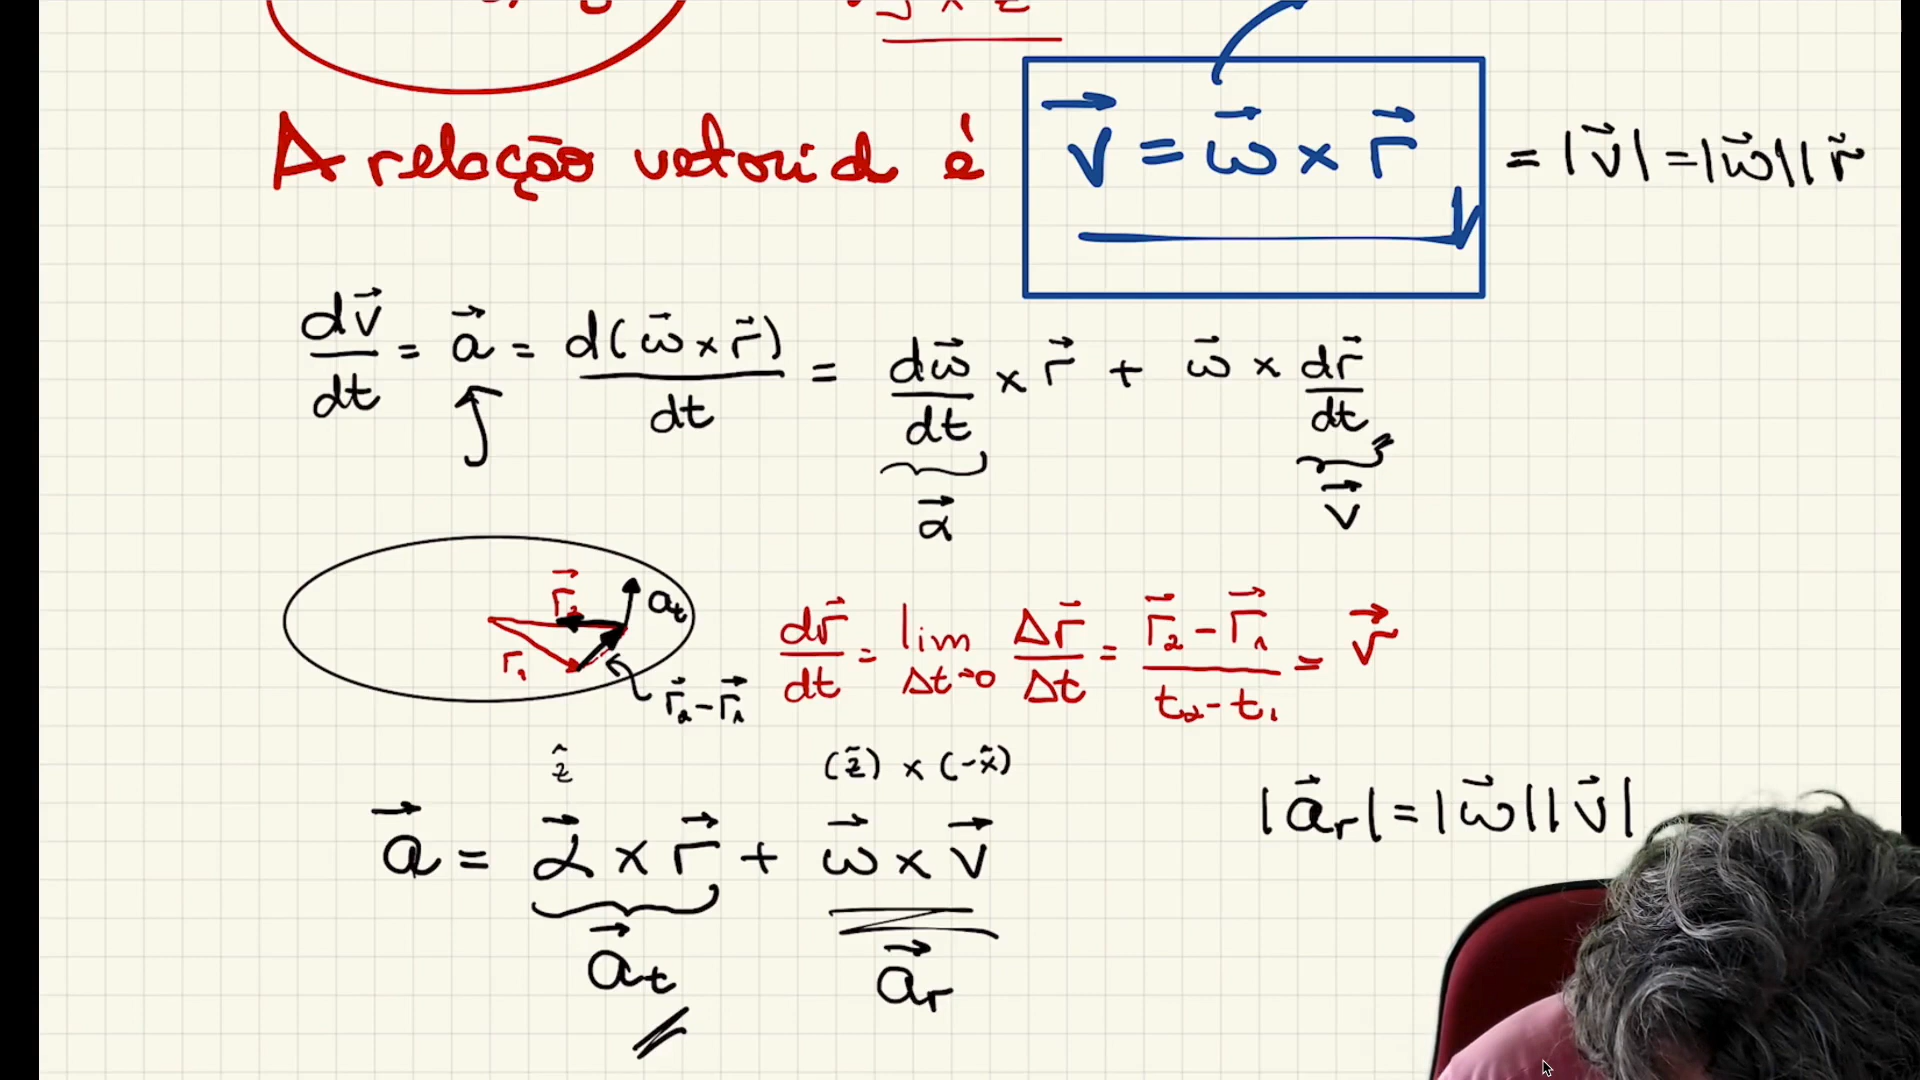 A relação vetorial é v⃗ = ω⃗ × r⃗ = |v⃗| = |ω⃗||r⃗
dv⃗/dt = a⃗ = d(ω⃗ × r⃗)/dt = dω⃗/dt × r⃗ + ω⃗ × dr⃗/dt
α⃗ v⃗
r⃗₂ aₜ
r₁
r⃗₂ - r⃗₁
dr⃗/dt = lim Δt→0 Δr⃗/Δt = r⃗₂ - r⃗₁/t₂ - t₁ = v⃗
ẑ (ẑ) × (-x̂)
a⃗ = α⃗ × r⃗ + ω⃗ × v⃗ |a⃗r| = |ω⃗||v⃗|
a⃗t a⃗r